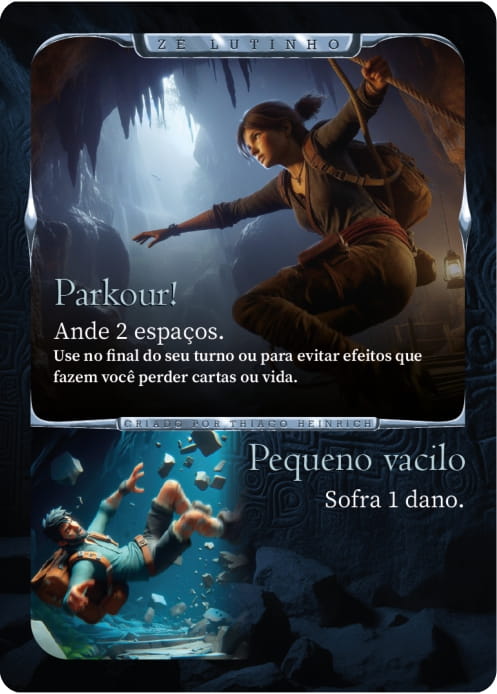 ZÉ LUTINHO
Parkour!
Ande 2 espaços.
Use no final do seu turno ou para evitar efeitos que
fazem você perder cartas ou vida.
CRIADO POR THIAGO HEINRICH
Pequeno vacilo
Sofra 1 dano.